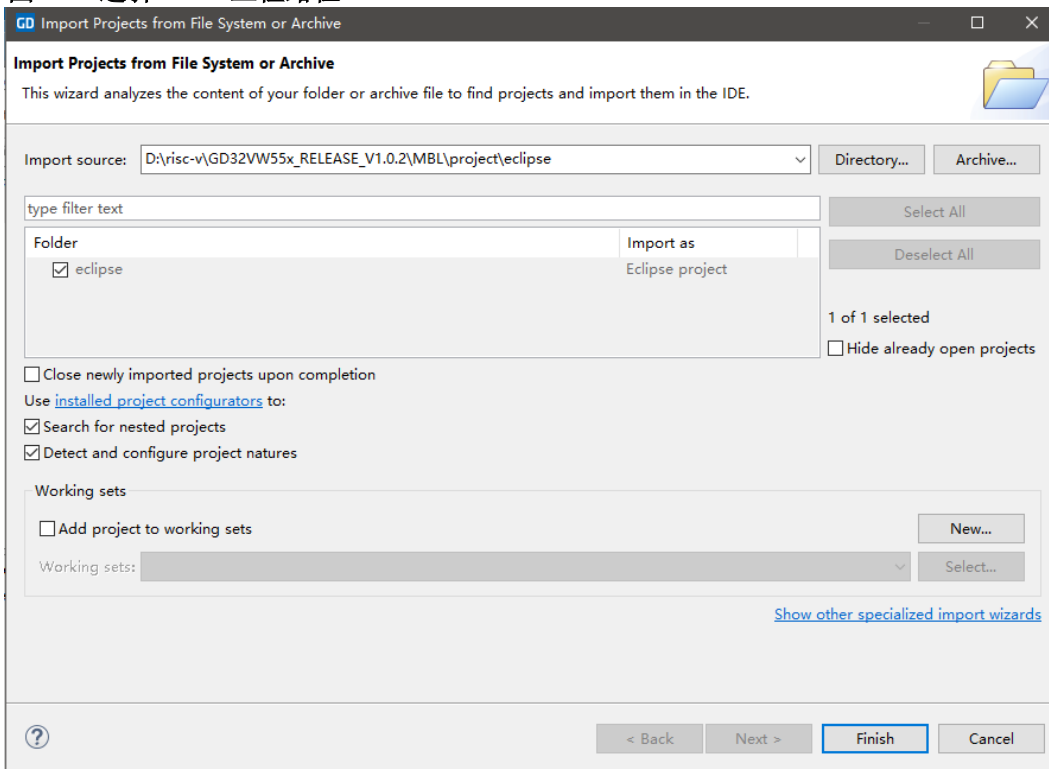 GD Import Projects from File System or Archive
Import Projects from File System or Archive
This wizard analyzes the content of your folder or archive file to find projects and import them in the IDE.
Import source: D:\risc-v\GD32VW55x_RELEASE_V1.0.2\MBL\project\eclipse Directory... Archive...
type filter text Select All
Folder Import as
Deselect All
eclipse Eclipse project
1 of 1 selected
Hide already open projects
Close newly imported projects upon completion
Use installed project configurators to:
Search for nested projects
Detect and configure project natures
Working sets
Add project to working sets New...
Working sets: Select...
Show other specialized import wizards
? < Back Next > Finish Cancel